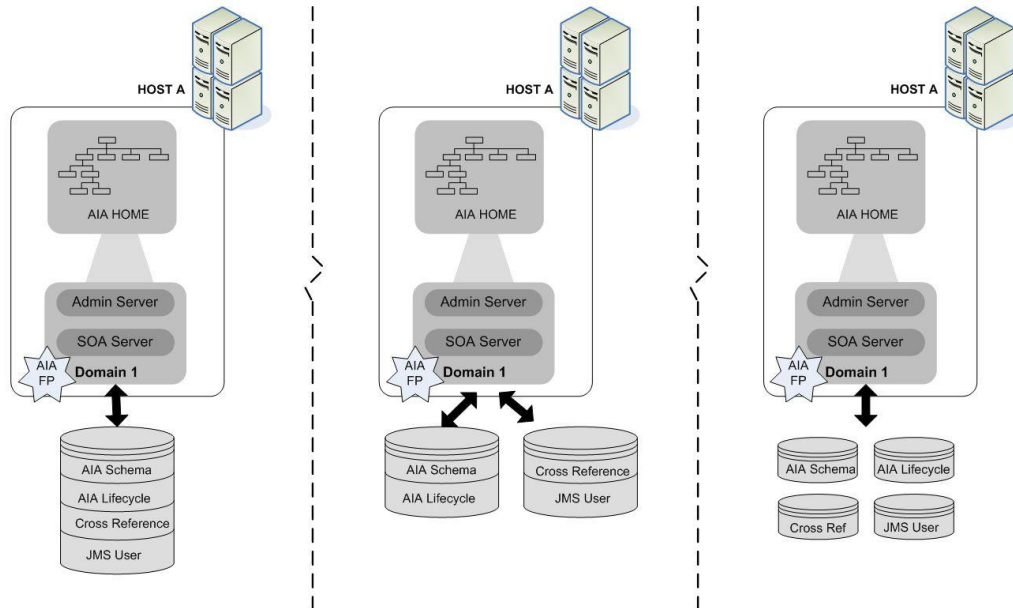 HOST A
AIA HOME
Admin Server
SOA Server
AIA
FP
Domain 1
AIA Schema
AIA Lifecycle
Cross Reference
JMS User
HOST A
AIA HOME
Admin Server
SOA Server
AIA
FP
Domain 1
AIA Schema
AIA Lifecycle
Cross Reference
JMS User
HOST A
AIA HOME
Admin Server
SOA Server
AIA
FP
Domain 1
AIA Schema
AIA Lifecycle
Cross Ref
JMS User